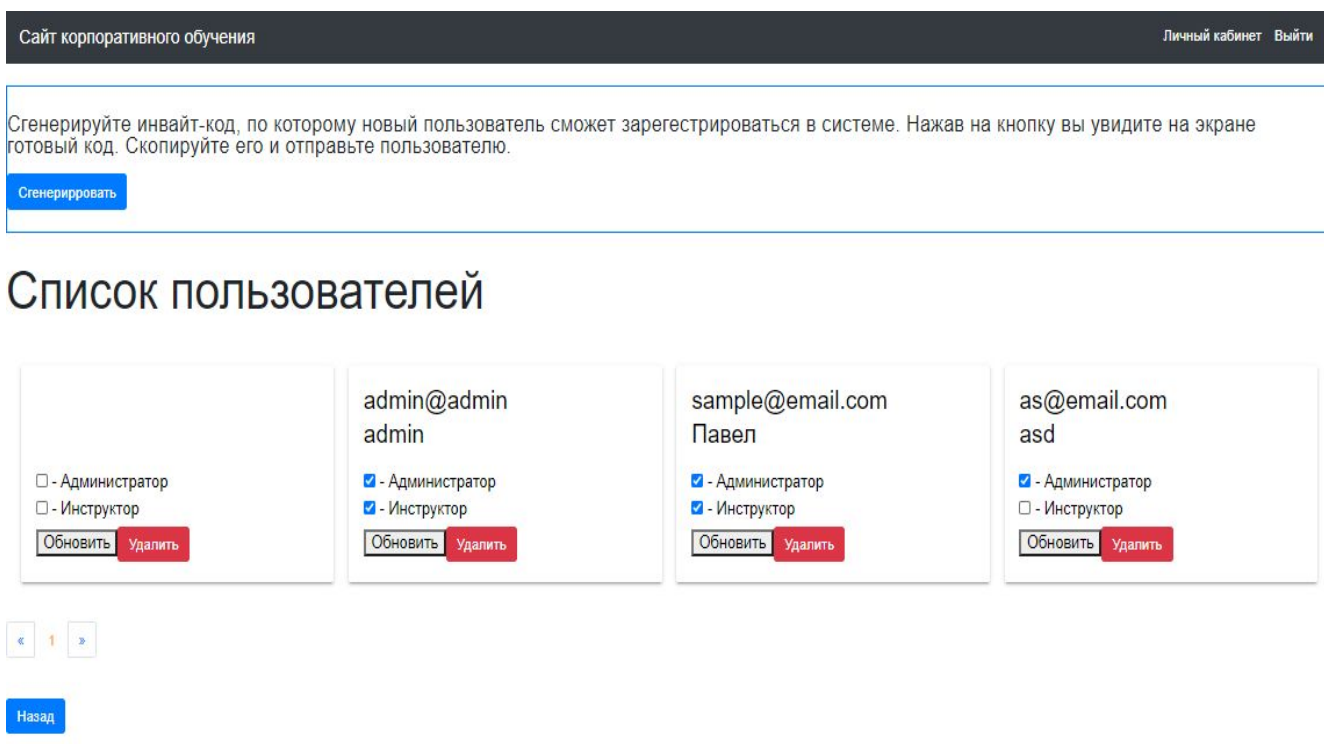 Сайт корпоративного обучения
Личный кабинет Выйти
Сгенерируйте инвайт-код, по которому новый пользователь сможет зарегестрироваться в системе. Нажав на кнопку вы увидите на экране
готовый код. Скопируйте его и отправьте пользователю.
Сгенерирровать
Список пользователей
- Администратор
- Инструктор
Обновить Удалить
admin@admin
admin
- Администратор
- Инструктор
Обновить Удалить
sample@email.com
Павел
- Администратор
- Инструктор
Обновить Удалить
as@email.com
asd
- Администратор
- Инструктор
Обновить Удалить
« 1 »
Назад